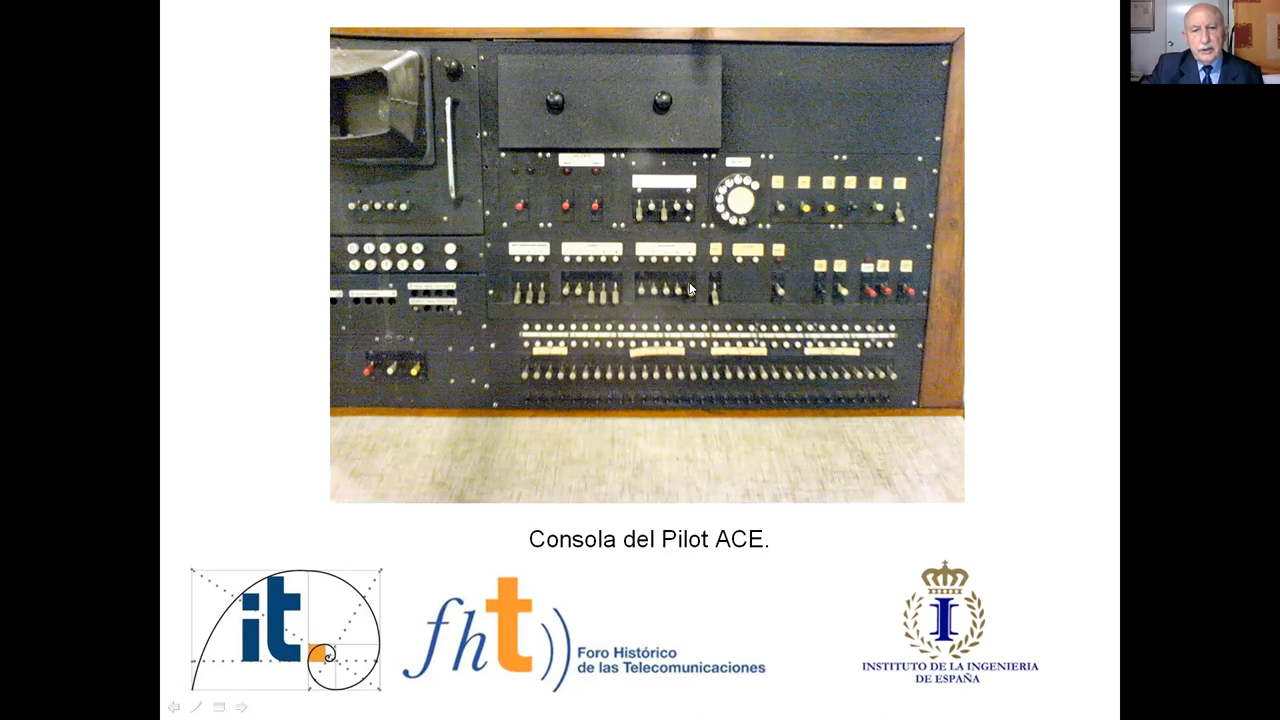 Consola del Pilot ACE.
it
fht
Foro Histórico
de las Telecomunicaciones
I
INSTITUTO DE LA INGENIERIA
DE ESPAÑA